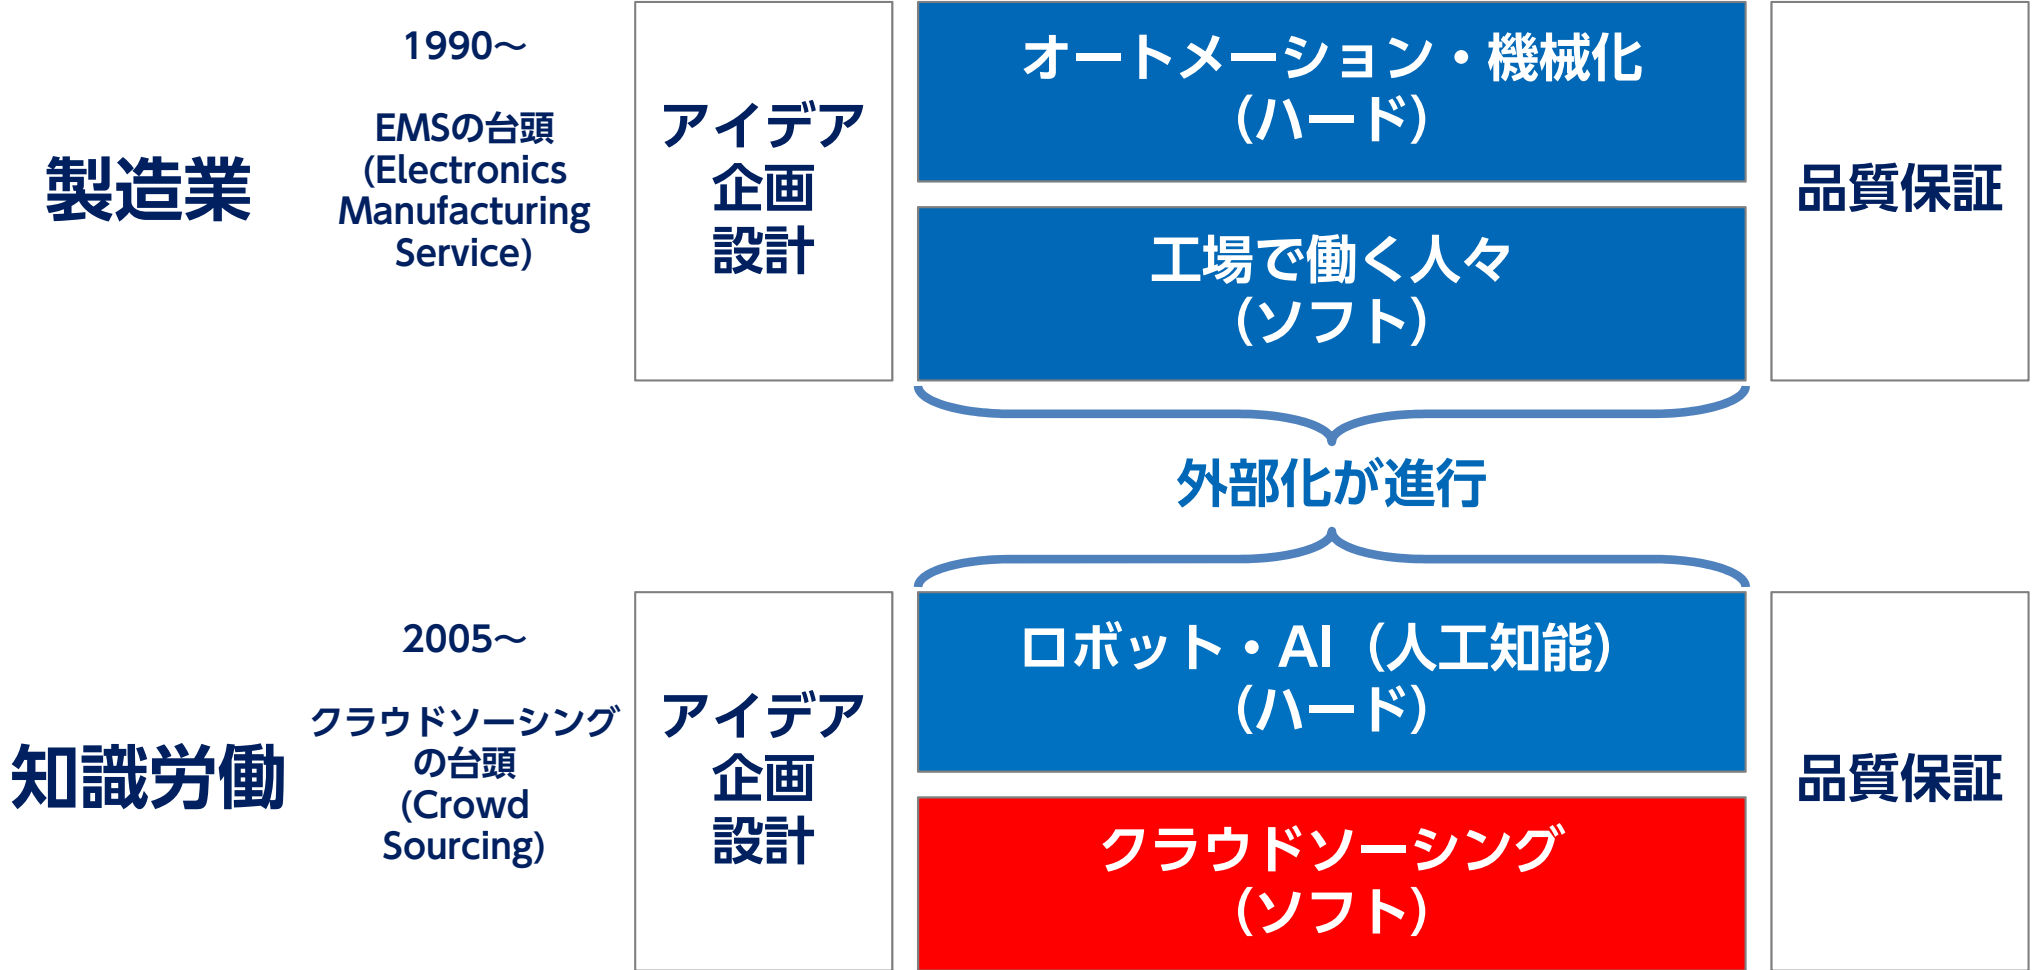 製造業
1990～
EMSの台頭
(Electronics
Manufacturing
Service)
アイデア
企画
設計
オートメーション・機械化
（ハード）
工場で働く人々
（ソフト）
品質保証
外部化が進行
知識労働
2005～
クラウドソーシング
の台頭
(Crowd
Sourcing)
アイデア
企画
設計
ロボット・AI（人工知能）
（ハード）
クラウドソーシング
（ソフト）
品質保証